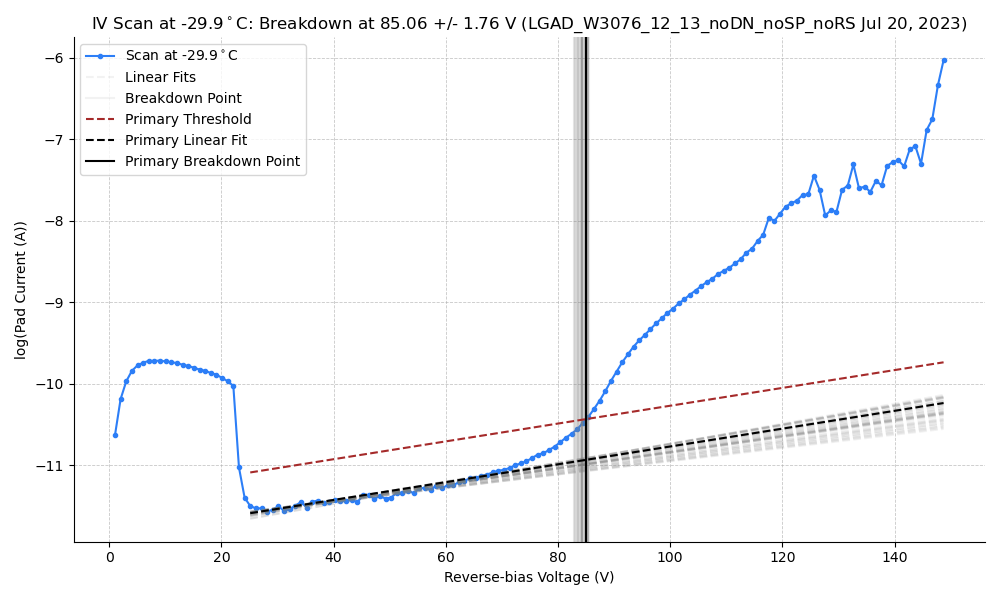 IV Scan at -29.9°C: Breakdown at 85.06 +/- 1.76 V (LGAD_W3076_12_13_noDN_noSP_noRS Jul 20, 2023)
Scan at -29.9°C
Linear Fits
Breakdown Point
Primary Threshold
Primary Linear Fit
Primary Breakdown Point
log(Pad Current (A))
−6
−7
−8
−9
−10
−11
0 20 40 60 80 100 120 140
Reverse-bias Voltage (V)